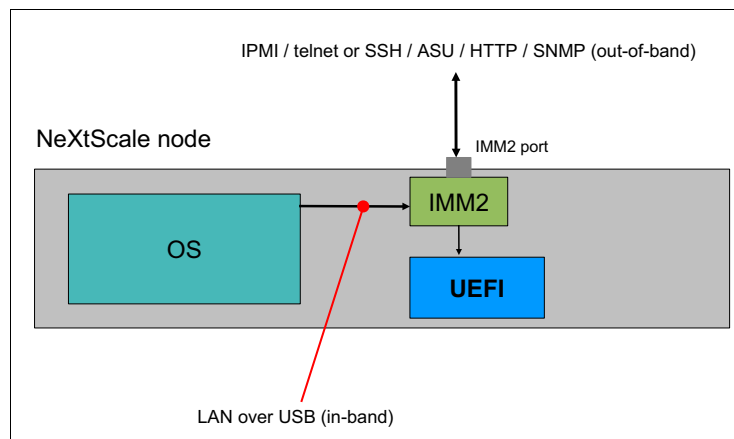 IPMI / telnet or SSH / ASU / HTTP / SNMP (out-of-band)
NeXtScale node
IMM2 port
IMM2
OS
UEFI
LAN over USB (in-band)